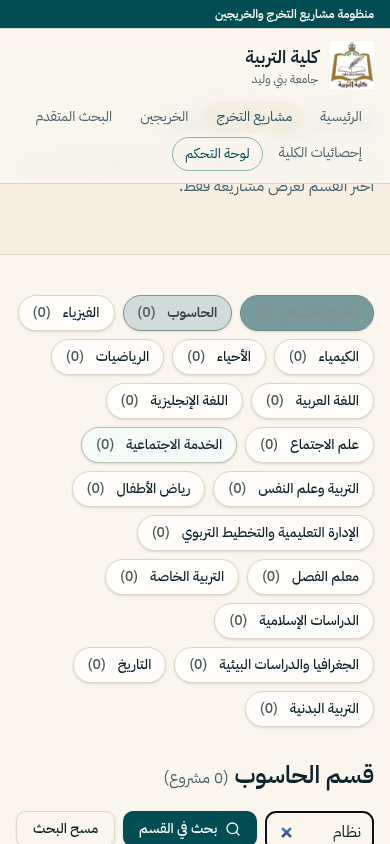 منظومة مشاريع التخرج والخريجين
كلية التربية
جامعة بني وليد
الرئيسية
مشاريع التخرج
الخريجين
البحث المتقدم
إحصائيات الكلية
لوحة التحكم
اختر القسم لعرض مشاريعه فقط.
الحاسوب (0)
الفيزياء (0)
الكيمياء (0)
الأحياء (0)
الرياضيات (0)
اللغة العربية (0)
اللغة الإنجليزية (0)
علم الاجتماع (0)
الخدمة الاجتماعية (0)
التربية وعلم النفس (0)
رياض الأطفال (0)
الإدارة التعليمية والتخطيط التربوي (0)
معلم الفصل (0)
التربية الخاصة (0)
الدراسات الإسلامية (0)
الجغرافيا والدراسات البيئية (0)
التاريخ (0)
التربية البدنية (0)
قسم الحاسوب (0 مشروع)
نظام
بحث في القسم
مسح البحث